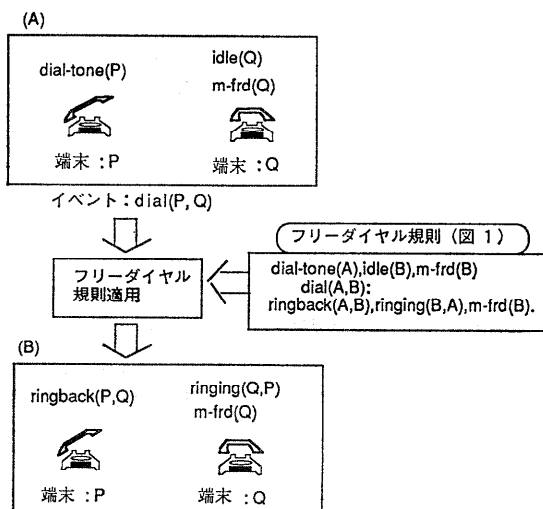 (A)
dial-tone(P)
idle(Q)
m-frd(Q)
端末：P
端末：Q
イベント：dial(P, Q)
フリーダイヤル規則（図 1）
dial-tone(A),idle(B),m-frd(B)
dial(A,B):
ringback(A,B),ringing(B,A),m-frd(B).
フリーダイヤル
規則適用
(B)
ringback(P,Q)
ringing(Q,P)
m-frd(Q)
端末：P
端末：Q